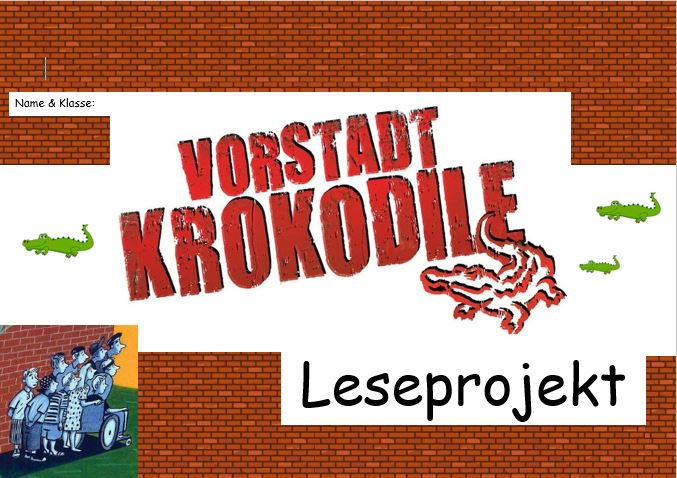 Name & Klasse:
VORSTADT
KROKODILE
Leseprojekt